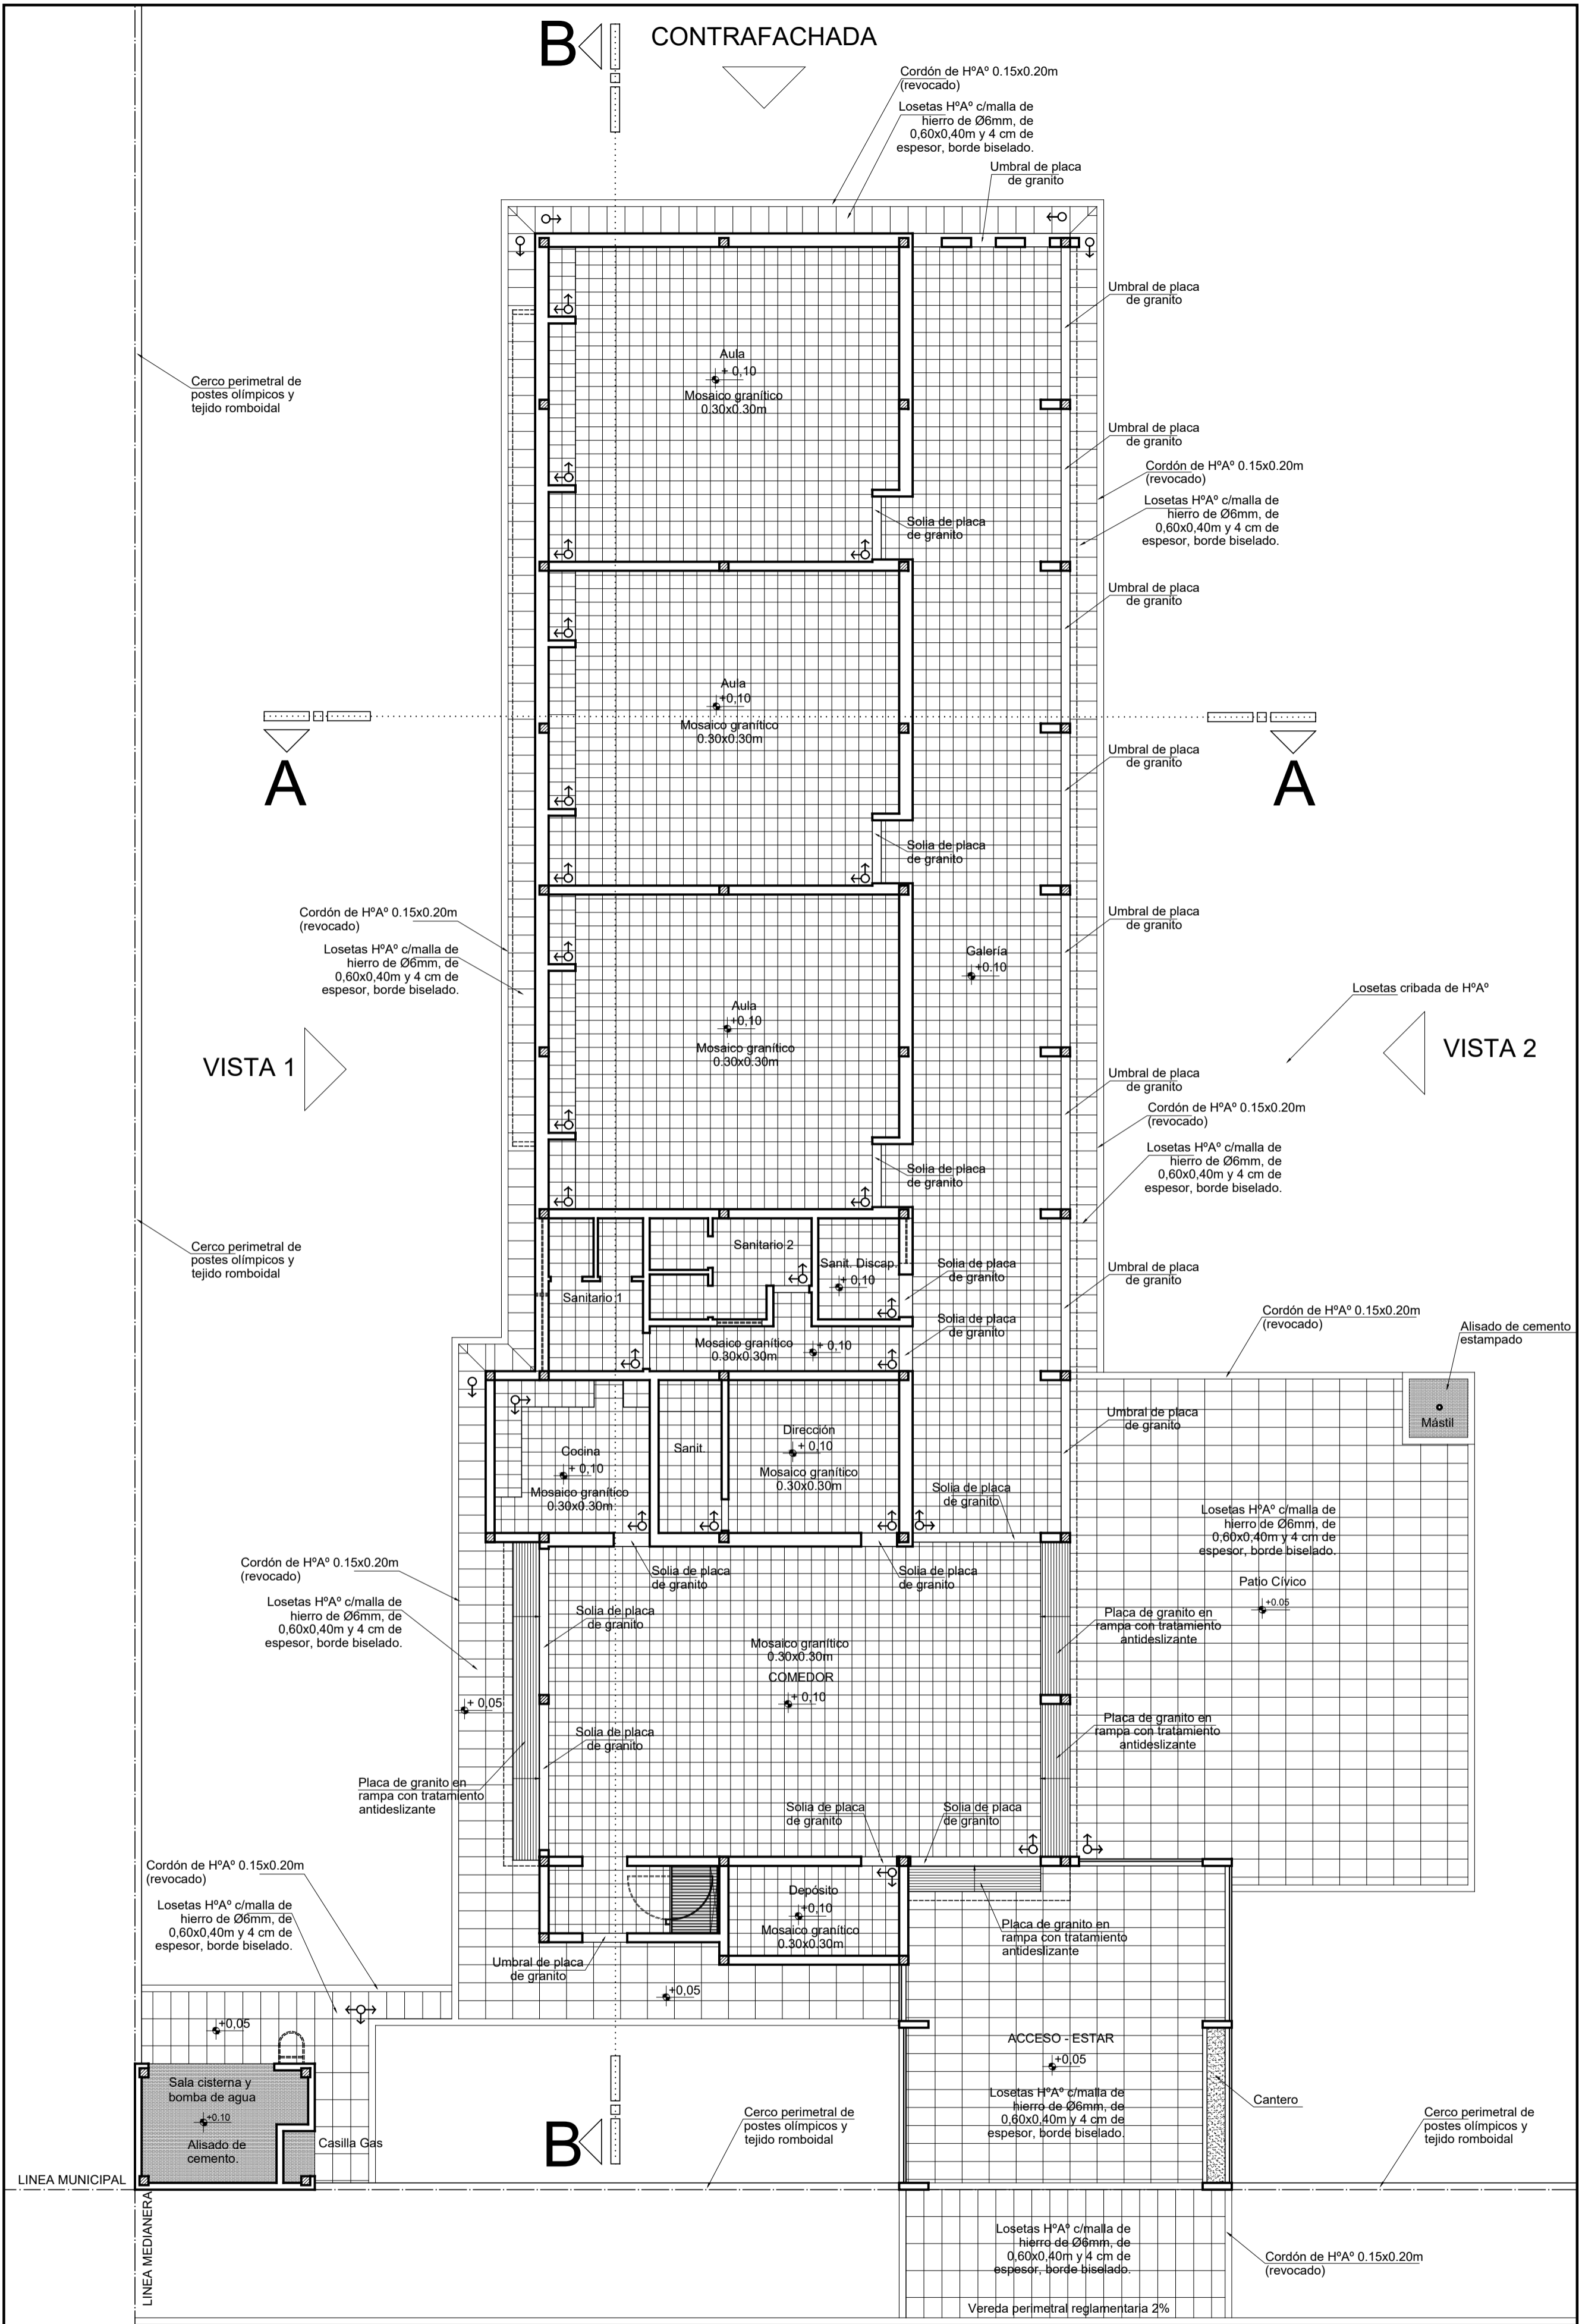 B
CONTRAFACHADA
Cordón de HºAº 0.15x0.20m
(revocado)
Losetas HºAº c/malla de
hierro de Ø6mm, de
0,60x0,40m y 4 cm de
espesor, borde biselado.
Umbral de placa
de granito
Umbral de placa
de granito
Cerco perimetral de
postes olímpicos y
tejido romboidal
Aula
+ 0,10
Mosaico granítico
0.30x0.30m
Umbral de placa
de granito
Cordón de HºAº 0.15x0.20m
(revocado)
Losetas HºAº c/malla de
hierro de Ø6mm, de
0,60x0,40m y 4 cm de
espesor, borde biselado.
Solia de placa
de granito
Umbral de placa
de granito
Aula
+0,10
Mosaico granítico
0.30x0.30m
A
A
Umbral de placa
de granito
Solia de placa
de granito
Cordón de HºAº 0.15x0.20m
(revocado)
Losetas HºAº c/malla de
hierro de Ø6mm, de
0,60x0,40m y 4 cm de
espesor, borde biselado.
Umbral de placa
de granito
Galería
+0.10
Losetas cribada de HºAº
Aula
+0,10
Mosaico granítico
0.30x0.30m
VISTA 1
VISTA 2
Umbral de placa
de granito
Cordón de HºAº 0.15x0.20m
(revocado)
Losetas HºAº c/malla de
hierro de Ø6mm, de
0,60x0,40m y 4 cm de
espesor, borde biselado.
Solia de placa
de granito
Cerco perimetral de
postes olímpicos y
tejido romboidal
Sanitario 2
Sanit. Discap.
+ 0,10
Solia de placa
de granito
Umbral de placa
de granito
Sanitario 1
Solia de placa
de granito
Cordón de HºAº 0.15x0.20m
(revocado)
Alisado de cemento
estampado
Mosaico granítico
0.30x0.30m
+ 0,10
Mástil
Umbral de placa
de granito
Cocina
+ 0,10
Mosaico granítico
0.30x0.30m
Sanit.
Dirección
+ 0,10
Mosaico granítico
0.30x0.30m
Solia de placa
de granito
Losetas HºAº c/malla de
hierro de Ø6mm, de
0,60x0,40m y 4 cm de
espesor, borde biselado.
Patio Cívico
+0.05
Cordón de HºAº 0.15x0.20m
(revocado)
Losetas HºAº c/malla de
hierro de Ø6mm, de
0,60x0,40m y 4 cm de
espesor, borde biselado.
Solia de placa
de granito
Solia de placa
de granito
Solia de placa
de granito
Placa de granito en
rampa con tratamiento
antideslizante
Mosaico granítico
0.30x0.30m
COMEDOR
+ 0,10
+ 0,05
Solia de placa
de granito
Placa de granito en
rampa con tratamiento
antideslizante
Placa de granito en
rampa con tratamiento
antideslizante
Solia de placa
de granito
Solia de placa
de granito
Cordón de HºAº 0.15x0.20m
(revocado)
Losetas HºAº c/malla de
hierro de Ø6mm, de
0,60x0,40m y 4 cm de
espesor, borde biselado.
Depósito
+0,10
Mosaico granítico
0.30x0.30m
Placa de granito en
rampa con tratamiento
antideslizante
Umbral de placa
de granito
+0,05
+0,05
ACCESO - ESTAR
+0,05
Losetas HºAº c/malla de
hierro de Ø6mm, de
0,60x0,40m y 4 cm de
espesor, borde biselado.
Sala cisterna y
bomba de agua
+0.10
Alisado de
cemento.
Casilla Gas
B
Cerco perimetral de
postes olímpicos y
tejido romboidal
Cantero
Cerco perimetral de
postes olímpicos y
tejido romboidal
LINEA MUNICIPAL
LINEA MEDIANERA
Losetas HºAº c/malla de
hierro de Ø6mm, de
0,60x0,40m y 4 cm de
espesor, borde biselado.
Cordón de HºAº 0.15x0.20m
(revocado)
Vereda perimetral reglamentaria 2%